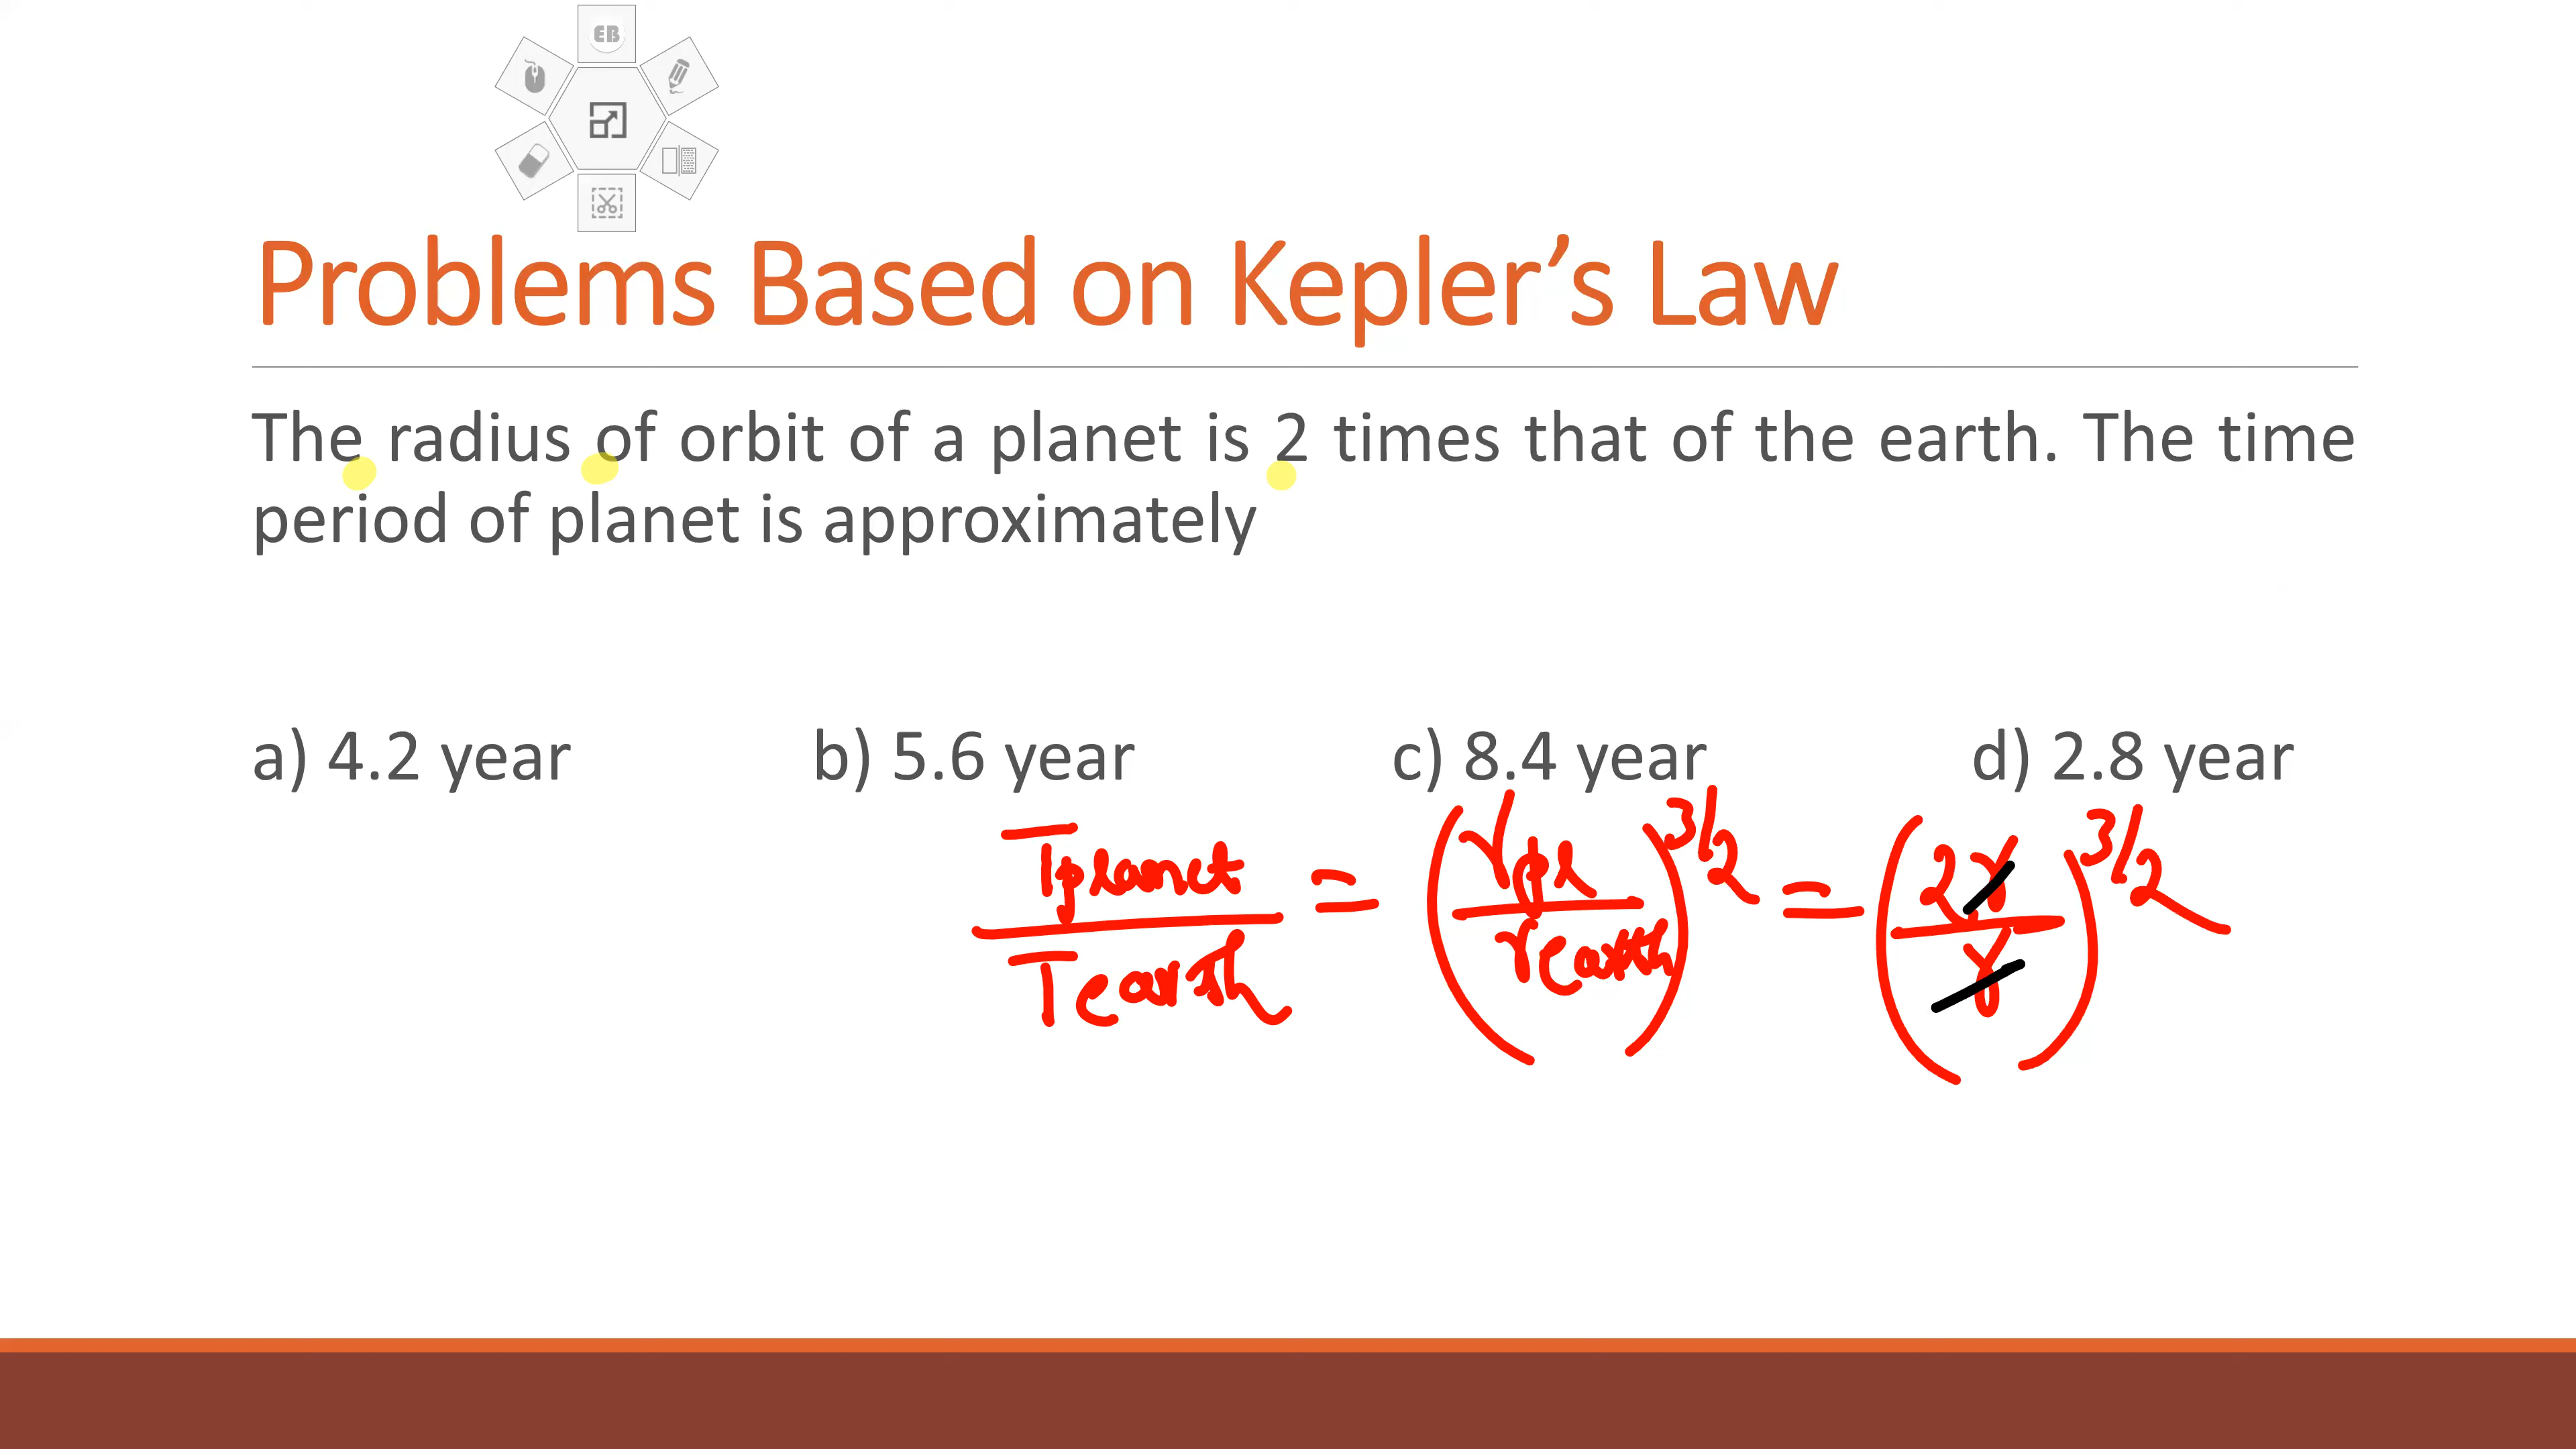 EB
Problems Based on Kepler’s Law
The radius of orbit of a planet is 2 times that of the earth. The time
period of planet is approximately
a) 4.2 year b) 5.6 year c) 8.4 year d) 2.8 year
Tplanet/Tearth = (rpl/rearth)^3/2 = (2r/r)^3/2